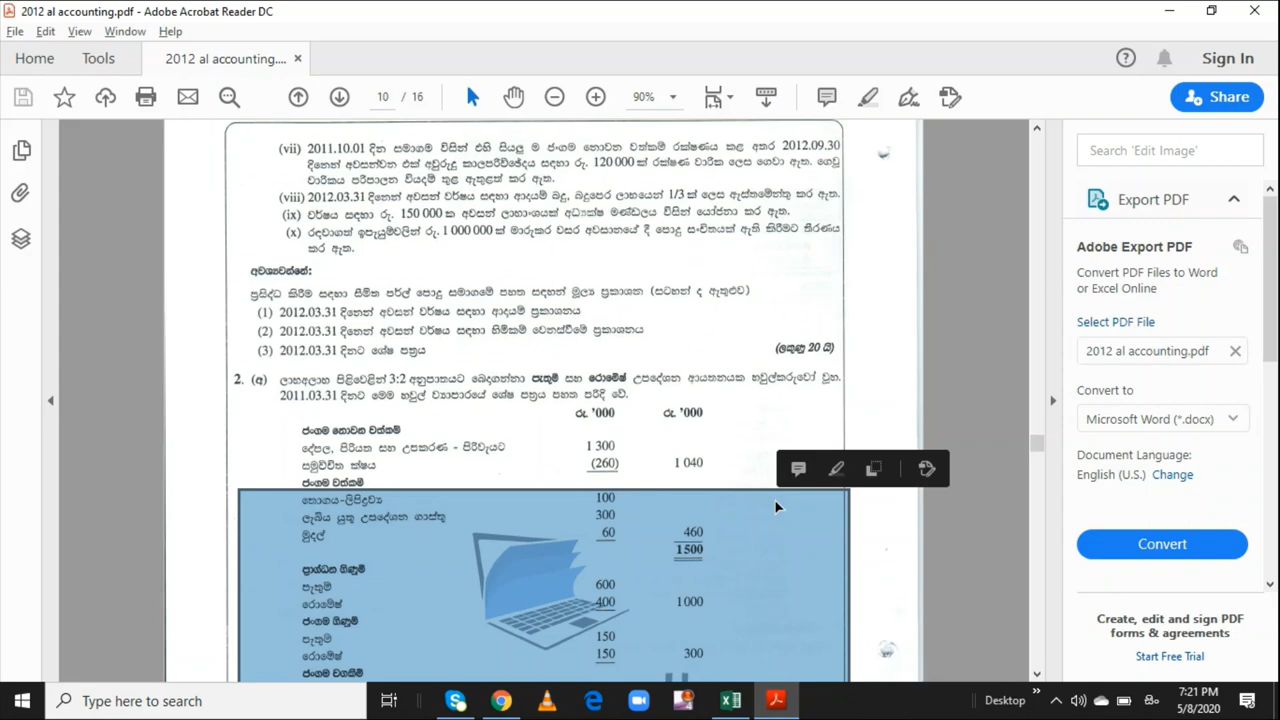 2012 al accounting.pdf - Adobe Acrobat Reader DC
File Edit View Window Help
Home Tools 2012 al accounting.... × Sign In
10 / 16 90% Share
(vii) 2011.10.01 දින සමාගම විසින් එහි සියලු ම ජංගම නොවන වත්කම් රක්ෂණය කළ අතර 2012.09.30
දිනෙන් අවසන්වන එක් අවුරුදු කාලපරිච්ඡේදය සඳහා රු. 120 000 ක් රක්ෂණ වාරික ලෙස ගෙවා ඇත. ගෙවූ
වාරිකය පරිපාලන වියදම් තුළ ඇතුළත් කර ඇත.
(viii) 2012.03.31 දිනෙන් අවසන් වර්ෂය සඳහා ආදායම් බදු, බදුපෙර ලාභයෙන් 1/3 ක් ලෙස ඇස්තමේන්තු කර ඇත.
(ix) වර්ෂය සඳහා රු. 150 000 ක අවසන් ලාභාංශයක් අධ්‍යක්ෂ මණ්ඩලය විසින් යෝජනා කර ඇත.
(x) රඳවාගත් ඉපැයුම්වලින් රු. 1 000 000 ක් මාරුකර වසර අවසානයේ දී පොදු සංචිතයක් ඇති කිරීමට තීරණය
කර ඇත.
අවශ්‍යවන්නේ:
ප්‍රසිද්ධ කිරීම සඳහා සීමිත පර්ල් පොදු සමාගමේ පහත සඳහන් මූල්‍ය ප්‍රකාශන (සටහන් ද ඇතුළුව)
(1) 2012.03.31 දිනෙන් අවසන් වර්ෂය සඳහා ආදායම් ප්‍රකාශනය
(2) 2012.03.31 දිනෙන් අවසන් වර්ෂය සඳහා හිමිකම් වෙනස්වීමේ ප්‍රකාශනය
(3) 2012.03.31 දිනට ශේෂ පත්‍රය (ලකුණු 20 යි)
2. (අ) ලාභඅලාභ පිළිවෙළින් 3:2 අනුපාතයට බෙදාගන්නා පැතුම් සහ රොමේෂ් උපදේශන ආයතනයක හවුල්කරුවෝ වූහ.
2011.03.31 දිනට මෙම හවුල් ව්‍යාපාරයේ ශේෂ පත්‍රය පහත පරිදි වේ.
රු. '000 රු. '000
ජංගම නොවන වත්කම්
දේපල, පිරියත සහ උපකරණ - පිරිවැයට 1 300
සමුච්චිත ක්ෂය (260) 1 040
ජංගම වත්කම්
තොගය-ලිපිද්‍රව්‍ය 100
ලැබිය යුතු උපදේශන ගාස්තු 300
මුදල් 60 460
1500
ප්‍රාග්ධන ගිණුම්
පැතුම් 600
රොමේෂ් 400 1 000
ජංගම ගිණුම්
පැතුම් 150
රොමේෂ් 150 300
ජංගම වගකීම්
Search 'Edit Image'
Export PDF
Adobe Export PDF
Convert PDF Files to Word
or Excel Online
Select PDF File
2012 al accounting.pdf
Convert to
Microsoft Word (*.docx)
Document Language:
English (U.S.) Change
Convert
Create, edit and sign PDF
forms & agreements
Start Free Trial
Type here to search
Desktop
7:21 PM
5/8/2020